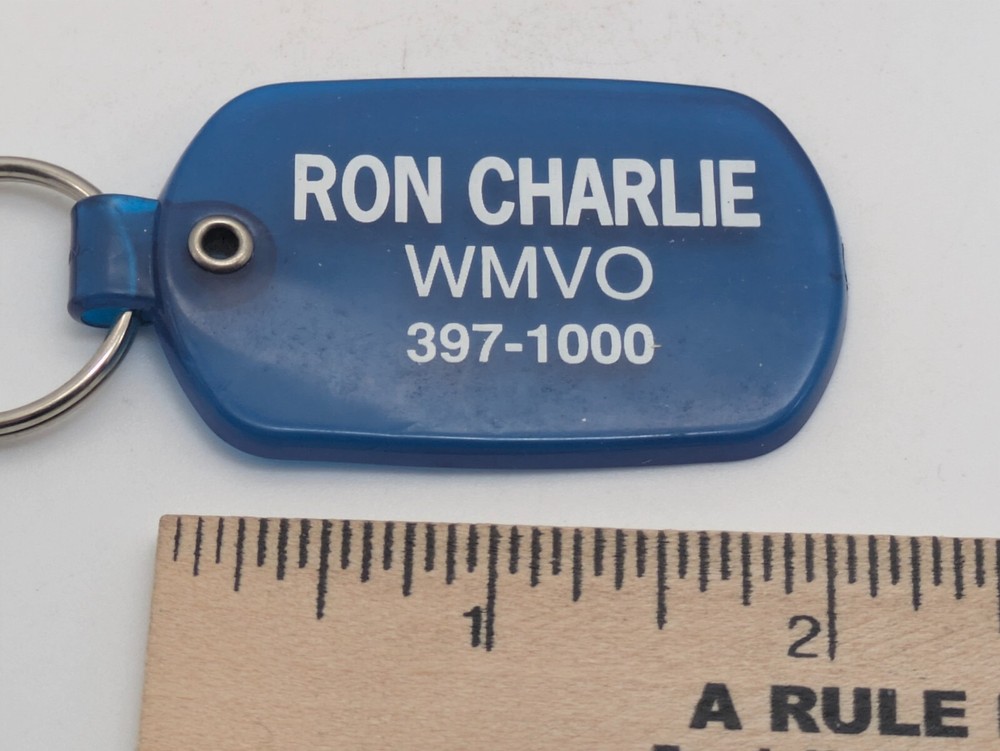 RON CHARLIE
WMVO
397-1000
1
2
A RULE